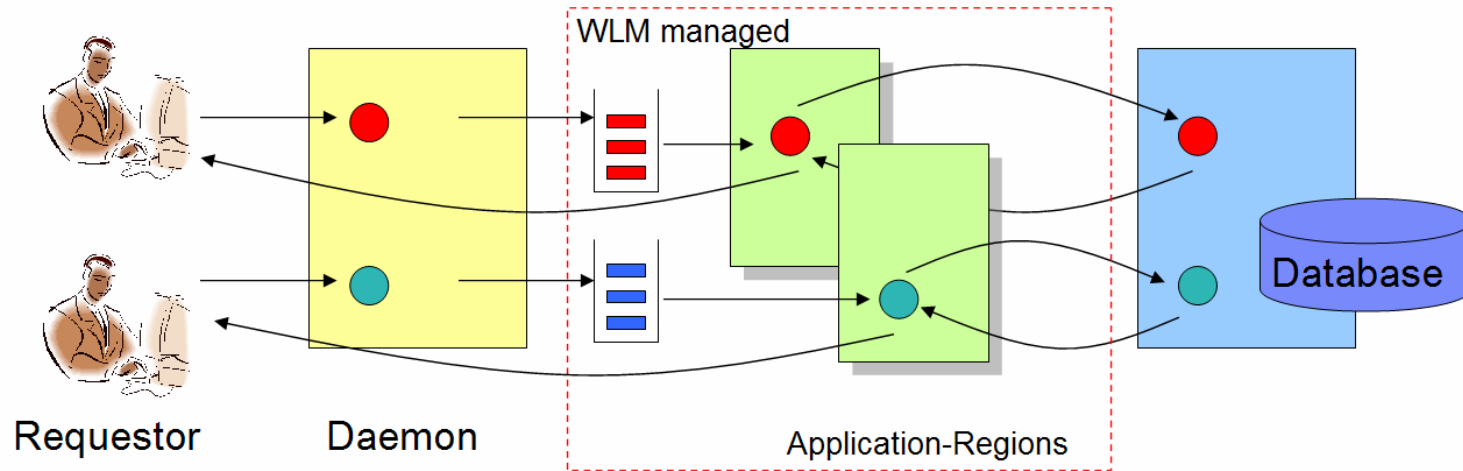 WLM managed
Database
Requestor
Daemon
Application-Regions